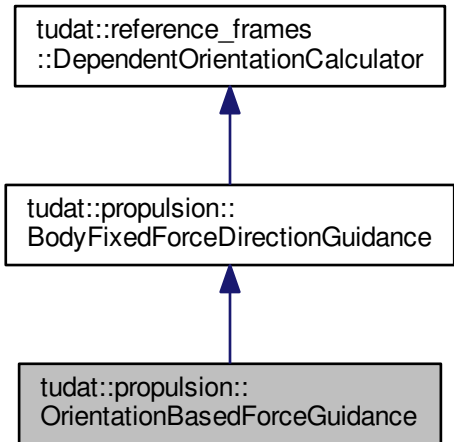 tudat::reference_frames
::DependentOrientationCalculator
tudat::propulsion::
BodyFixedForceDirectionGuidance
tudat::propulsion::
OrientationBasedForceGuidance